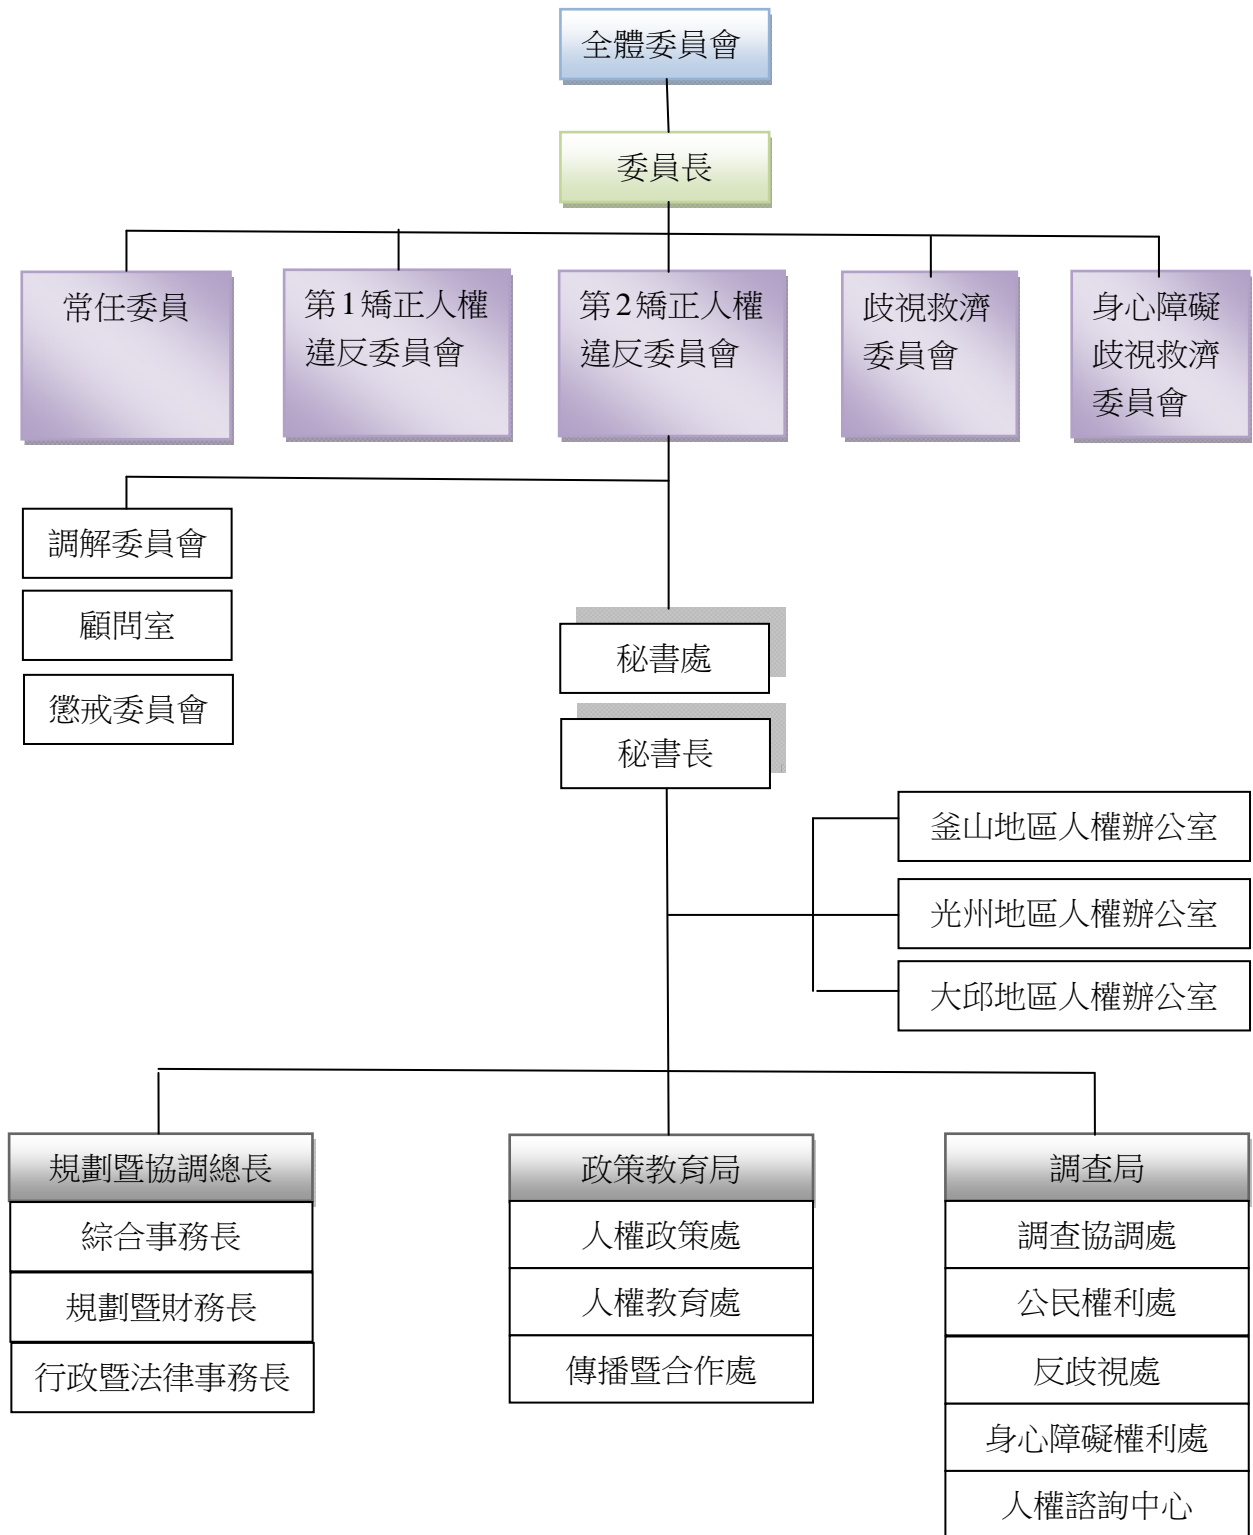 全體委員會
委員長
常任委員
第1矯正人權
違反委員會
第2矯正人權
違反委員會
歧視救濟
委員會
身心障礙
歧視救濟
委員會
調解委員會
顧問室
懲戒委員會
秘書處
秘書長
釜山地區人權辦公室
光州地區人權辦公室
大邱地區人權辦公室
規劃暨協調總長
綜合事務長
規劃暨財務長
行政暨法律事務長
政策教育局
人權政策處
人權教育處
傳播暨合作處
調查局
調查協調處
公民權利處
反歧視處
身心障礙權利處
人權諮詢中心